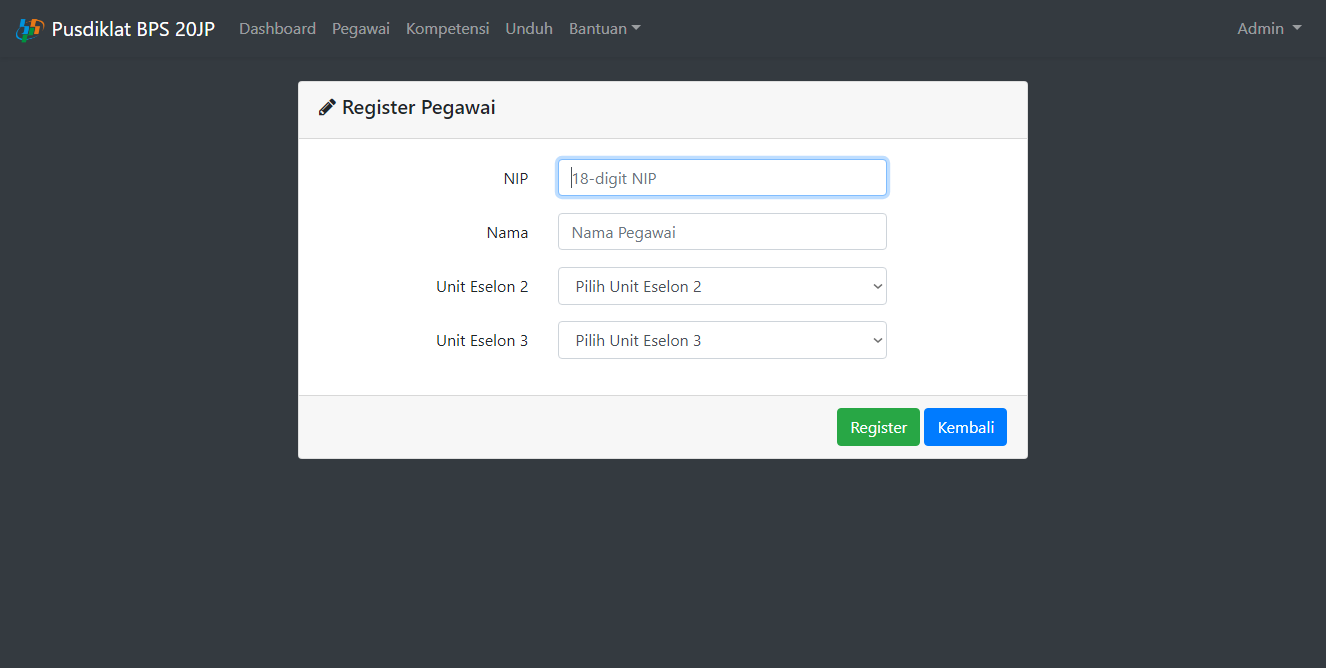 Pusdiklat BPS 20JP Dashboard Pegawai Kompetensi Unduh Bantuan Admin
Register Pegawai
NIP 18-digit NIP
Nama Nama Pegawai
Unit Eselon 2 Pilih Unit Eselon 2
Unit Eselon 3 Pilih Unit Eselon 3
Register Kembali